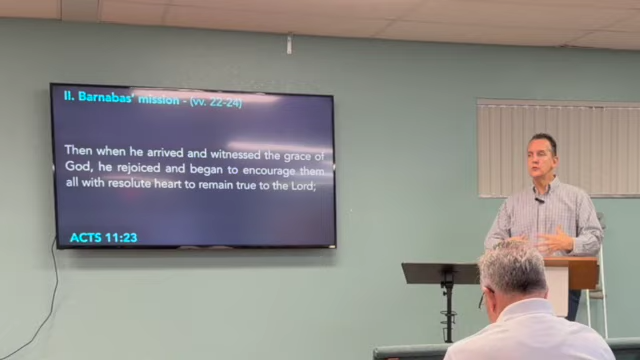 II. Barnabas' mission - (vv. 22-24)
Then when he arrived and witnessed the grace of
God, he rejoiced and began to encourage them
all with resolute heart to remain true to the Lord;
ACTS 11:23